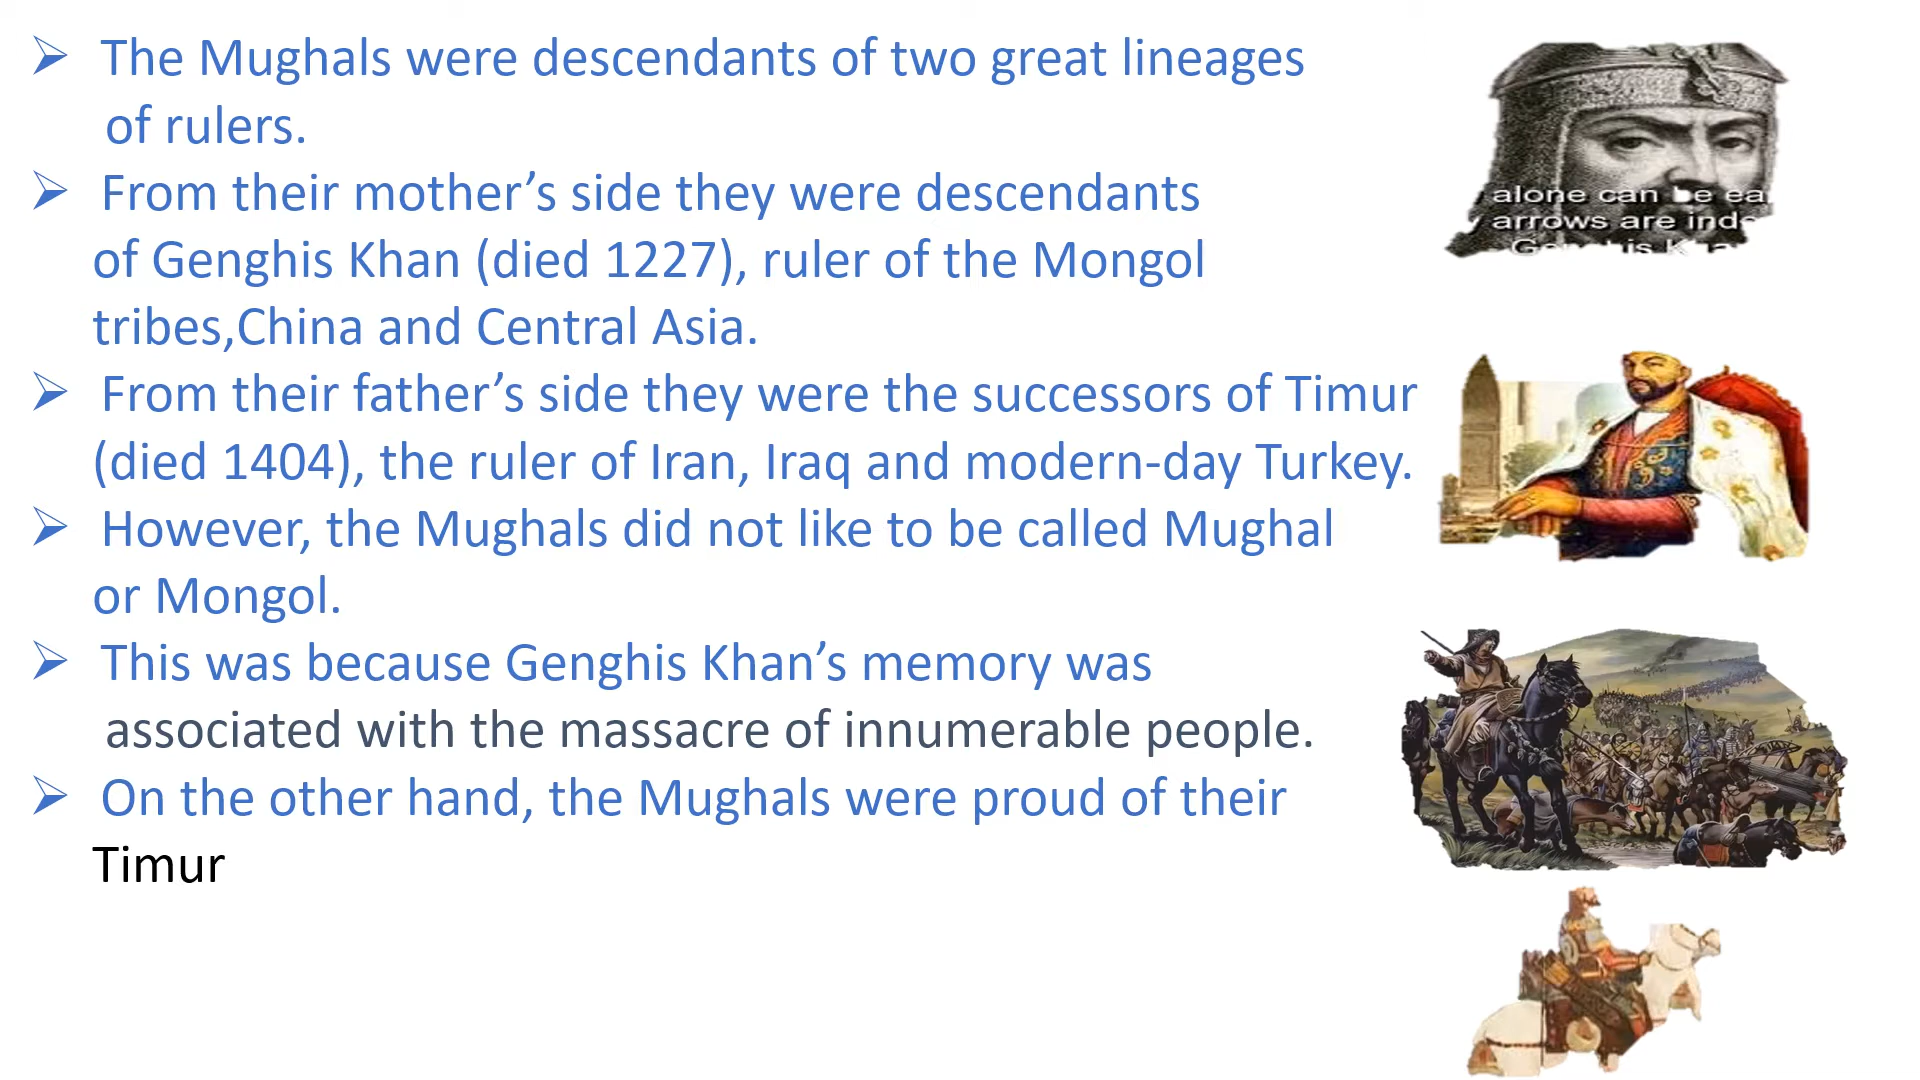 The Mughals were descendants of two great lineages
of rulers.
From their mother’s side they were descendants
of Genghis Khan (died 1227), ruler of the Mongol
tribes,China and Central Asia.
From their father’s side they were the successors of Timur
(died 1404), the ruler of Iran, Iraq and modern-day Turkey.
However, the Mughals did not like to be called Mughal
or Mongol.
This was because Genghis Khan’s memory was
associated with the massacre of innumerable people.
On the other hand, the Mughals were proud of their
Timur
alone can be
arrows are